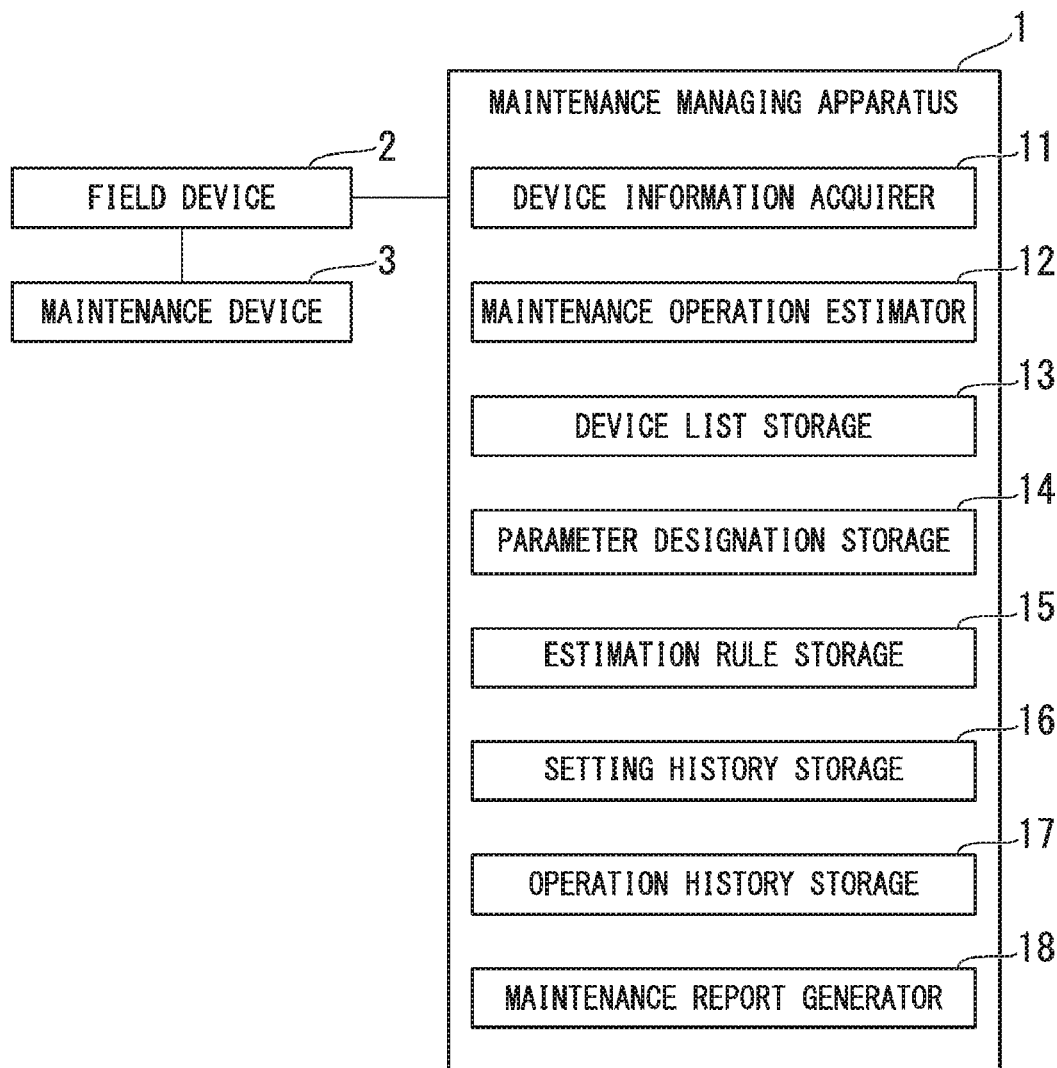 1
MAINTENANCE MANAGING APPARATUS
2
FIELD DEVICE
3
MAINTENANCE DEVICE
11
DEVICE INFORMATION ACQUIRER
12
MAINTENANCE OPERATION ESTIMATOR
13
DEVICE LIST STORAGE
14
PARAMETER DESIGNATION STORAGE
15
ESTIMATION RULE STORAGE
16
SETTING HISTORY STORAGE
17
OPERATION HISTORY STORAGE
18
MAINTENANCE REPORT GENERATOR